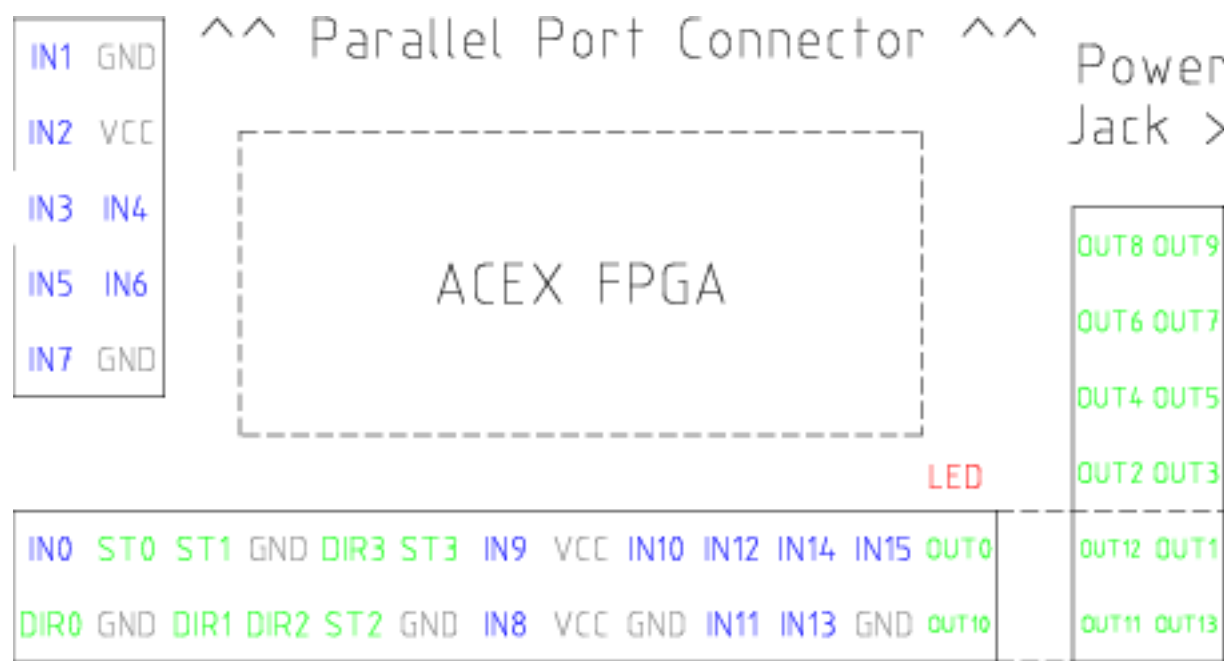 ^^ Parallel Port Connector ^^
Power
Jack >
IN1 GND
IN2 VCC
IN3 IN4
IN5 IN6
IN7 GND
ACEX FPGA
OUT8 OUT9
OUT6 OUT7
OUT4 OUT5
OUT2 OUT3
OUT12 OUT1
OUT11 OUT13
LED
IN0 ST0 ST1 GND DIR3 ST3 IN9 VCC IN10 IN12 IN14 IN15 OUT0
DIR0 GND DIR1 DIR2 ST2 GND IN8 VCC GND IN11 IN13 GND OUT10